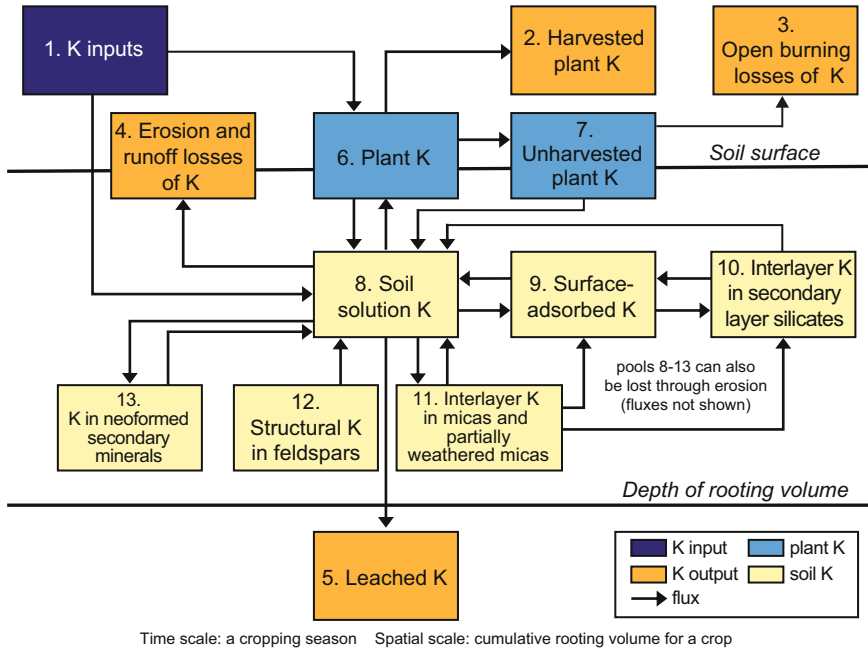 1. K inputs
2. Harvested
plant K
3.
Open burning
losses of K
4. Erosion and
runoff losses
of K
6. Plant K
7.
Unharvested
plant K
Soil surface
8. Soil
solution K
9. Surface-
adsorbed K
10. Interlayer K
in secondary
layer silicates
13.
K in neoformed
secondary
minerals
12.
Structural K
in feldspars
11. Interlayer K
in micas and
partially
weathered micas
pools 8-13 can also
be lost through erosion
(fluxes not shown)
Depth of rooting volume
5. Leached K
K input
plant K
K output
soil K
flux
Time scale: a cropping season Spatial scale: cumulative rooting volume for a crop